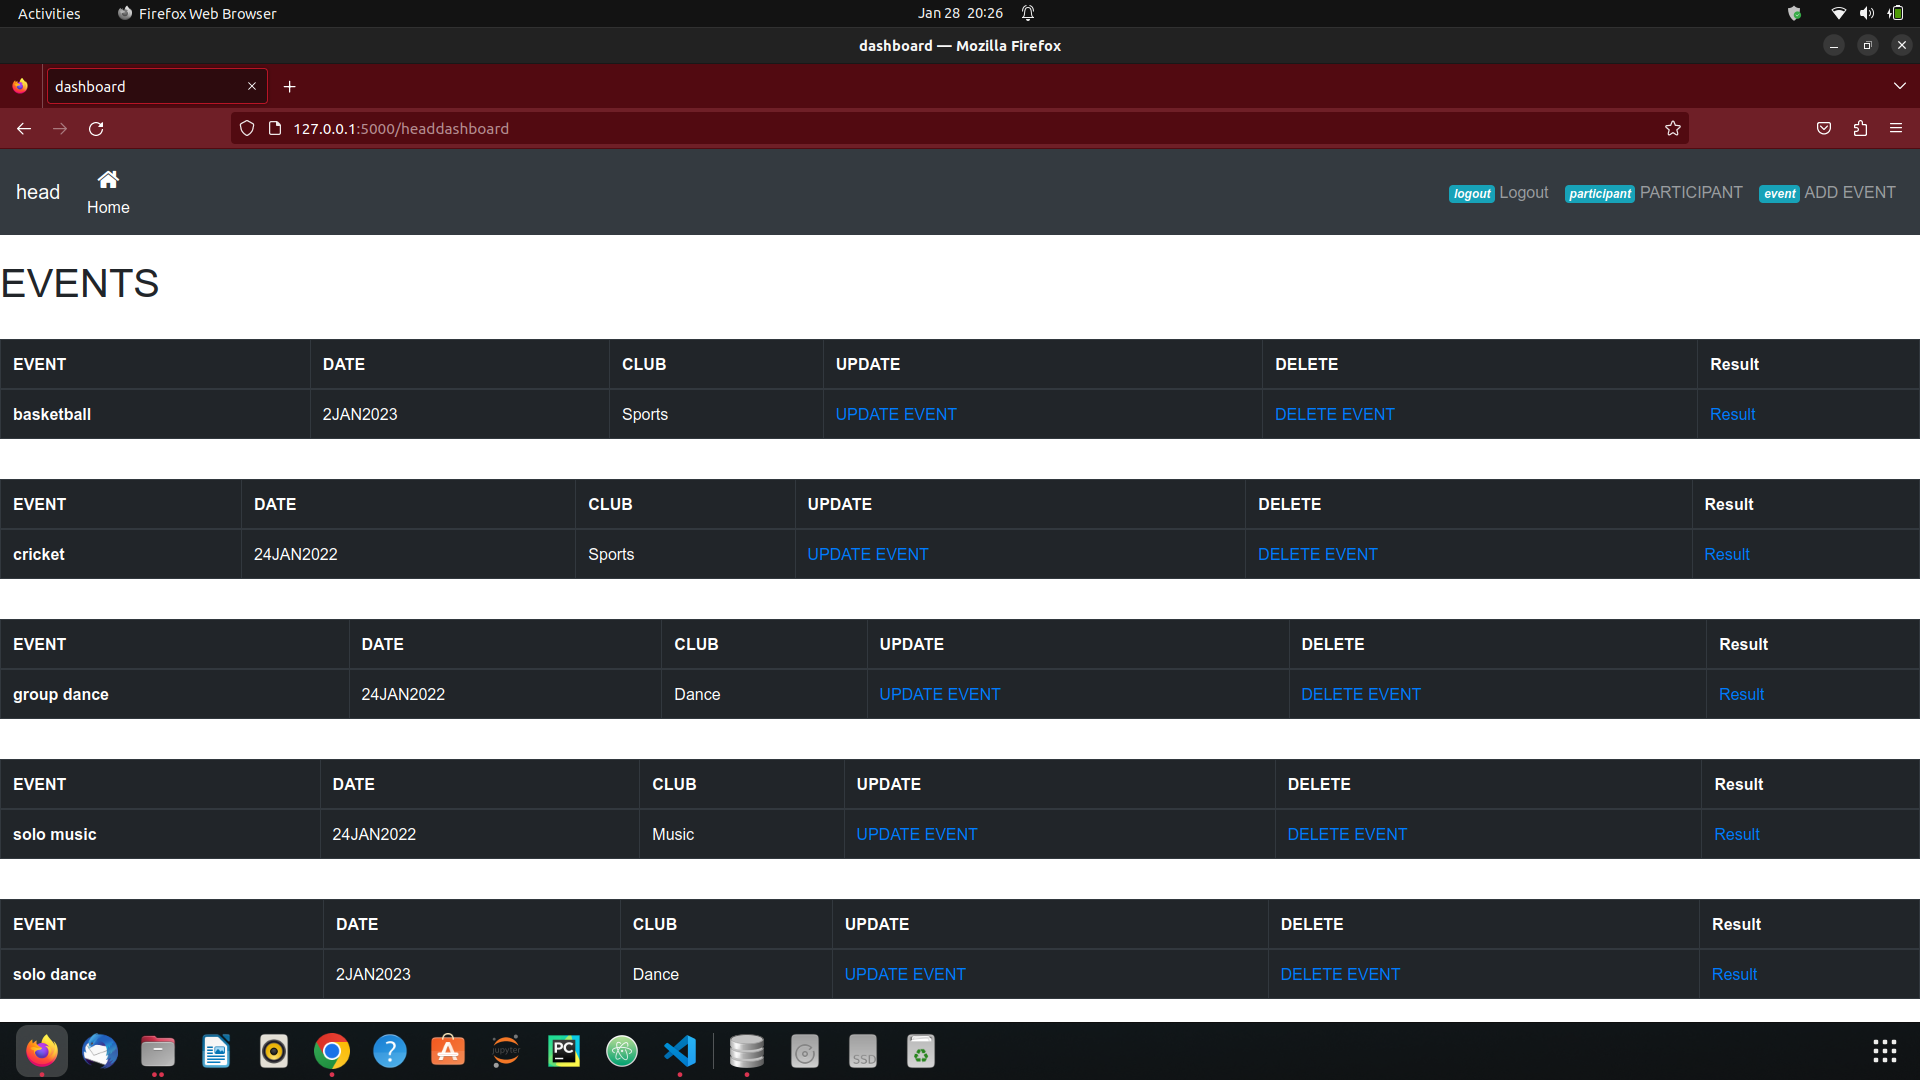 Activities Firefox Web Browser Jan 28 20:26
dashboard — Mozilla Firefox
dashboard
127.0.0.1:5000/headdashboard
head Home logout Logout participant PARTICIPANT event ADD EVENT
EVENTS
EVENT DATE CLUB UPDATE DELETE Result
basketball 2JAN2023 Sports UPDATE EVENT DELETE EVENT Result
EVENT DATE CLUB UPDATE DELETE Result
cricket 24JAN2022 Sports UPDATE EVENT DELETE EVENT Result
EVENT DATE CLUB UPDATE DELETE Result
group dance 24JAN2022 Dance UPDATE EVENT DELETE EVENT Result
EVENT DATE CLUB UPDATE DELETE Result
solo music 24JAN2022 Music UPDATE EVENT DELETE EVENT Result
EVENT DATE CLUB UPDATE DELETE Result
solo dance 2JAN2023 Dance UPDATE EVENT DELETE EVENT Result
? jupyter PC SSD